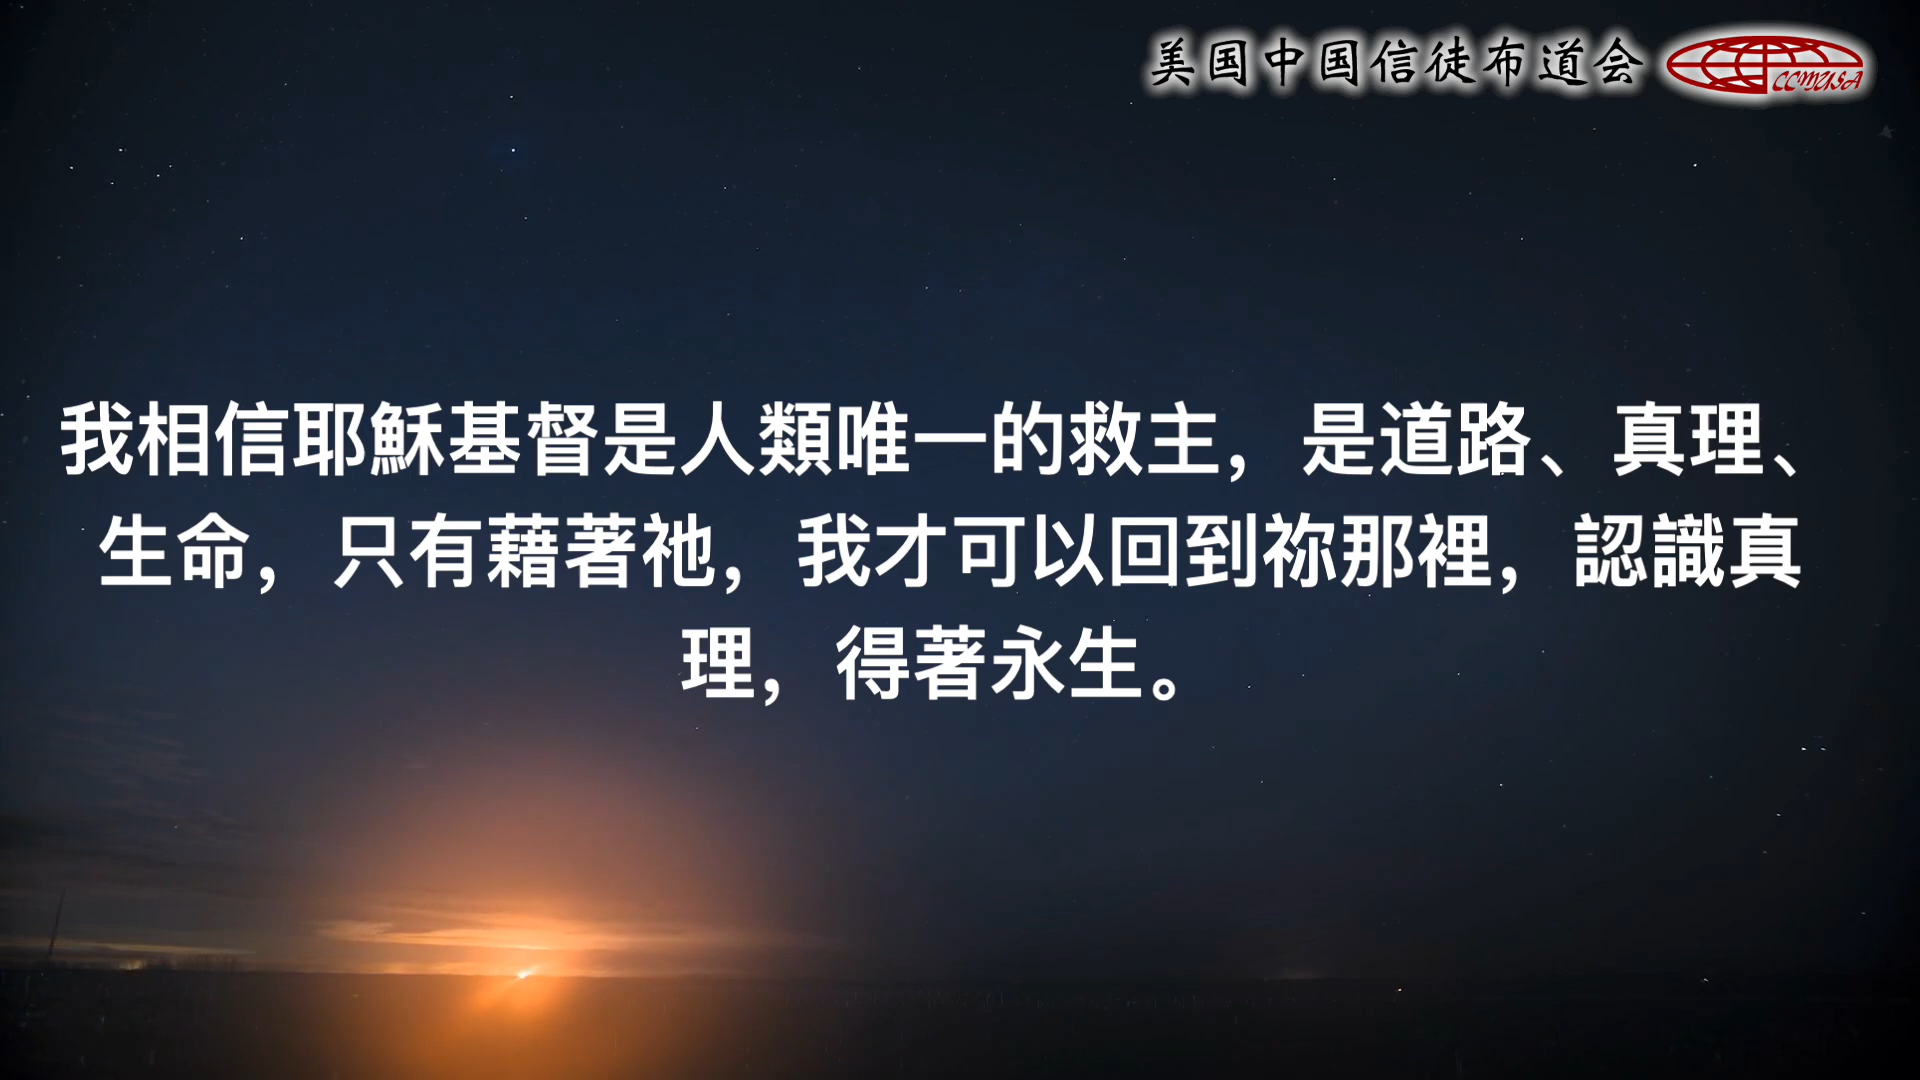 美国中国信徒布道会
CCMUSA
我相信耶穌基督是人類唯一的救主，是道路、真理、
生命，只有藉著祂，我才可以回到祢那裡，認識真
理，得著永生。